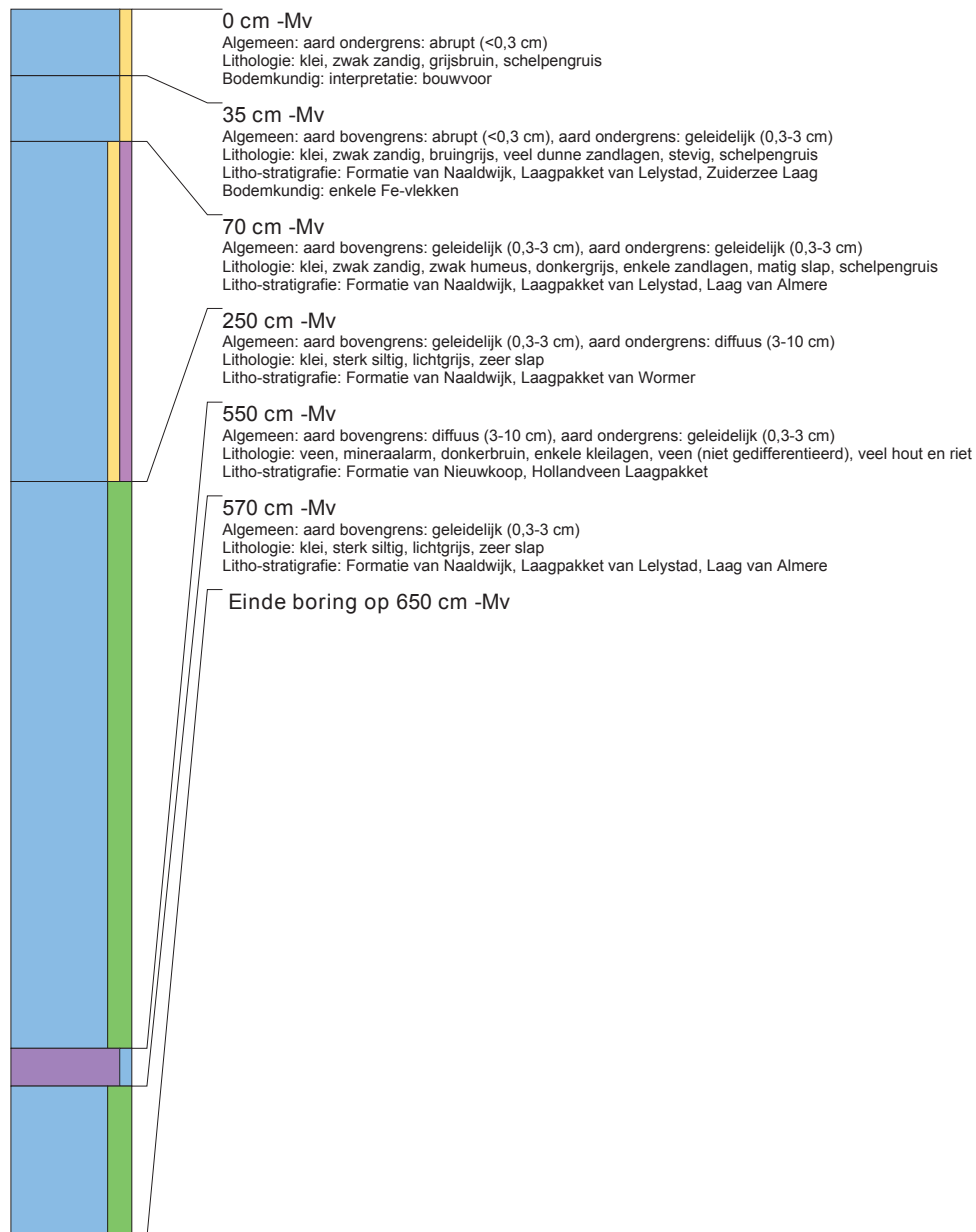 0 cm -Mv
Algemeen: aard ondergrens: abrupt (<0,3 cm)
Lithologie: klei, zwak zandig, grijsbruin, schelpengruis
Bodemkundig: interpretatie: bouwvoor
35 cm -Mv
Algemeen: aard bovengrens: abrupt (<0,3 cm), aard ondergrens: geleidelijk (0,3-3 cm)
Lithologie: klei, zwak zandig, bruingrijs, veel dunne zandlagen, stevig, schelpengruis
Litho-stratigrafie: Formatie van Naaldwijk, Laagpakket van Lelystad, Zuiderzee Laag
Bodemkundig: enkele Fe-vlekken
70 cm -Mv
Algemeen: aard bovengrens: geleidelijk (0,3-3 cm), aard ondergrens: geleidelijk (0,3-3 cm)
Lithologie: klei, zwak zandig, zwak humeus, donkergrijs, enkele zandlagen, matig slap, schelpengruis
Litho-stratigrafie: Formatie van Naaldwijk, Laagpakket van Lelystad, Laag van Almere
250 cm -Mv
Algemeen: aard bovengrens: geleidelijk (0,3-3 cm), aard ondergrens: diffuus (3-10 cm)
Lithologie: klei, sterk siltig, lichtgrijs, zeer slap
Litho-stratigrafie: Formatie van Naaldwijk, Laagpakket van Wormer
550 cm -Mv
Algemeen: aard bovengrens: diffuus (3-10 cm), aard ondergrens: geleidelijk (0,3-3 cm)
Lithologie: veen, mineraalarm, donkerbruin, enkele kleilagen, veen (niet gedifferentieerd), veel hout en riet
Litho-stratigrafie: Formatie van Nieuwkoop, Hollandveen Laagpakket
570 cm -Mv
Algemeen: aard bovengrens: geleidelijk (0,3-3 cm)
Lithologie: klei, sterk siltig, lichtgrijs, zeer slap
Litho-stratigrafie: Formatie van Naaldwijk, Laagpakket van Lelystad, Laag van Almere
Einde boring op 650 cm -Mv